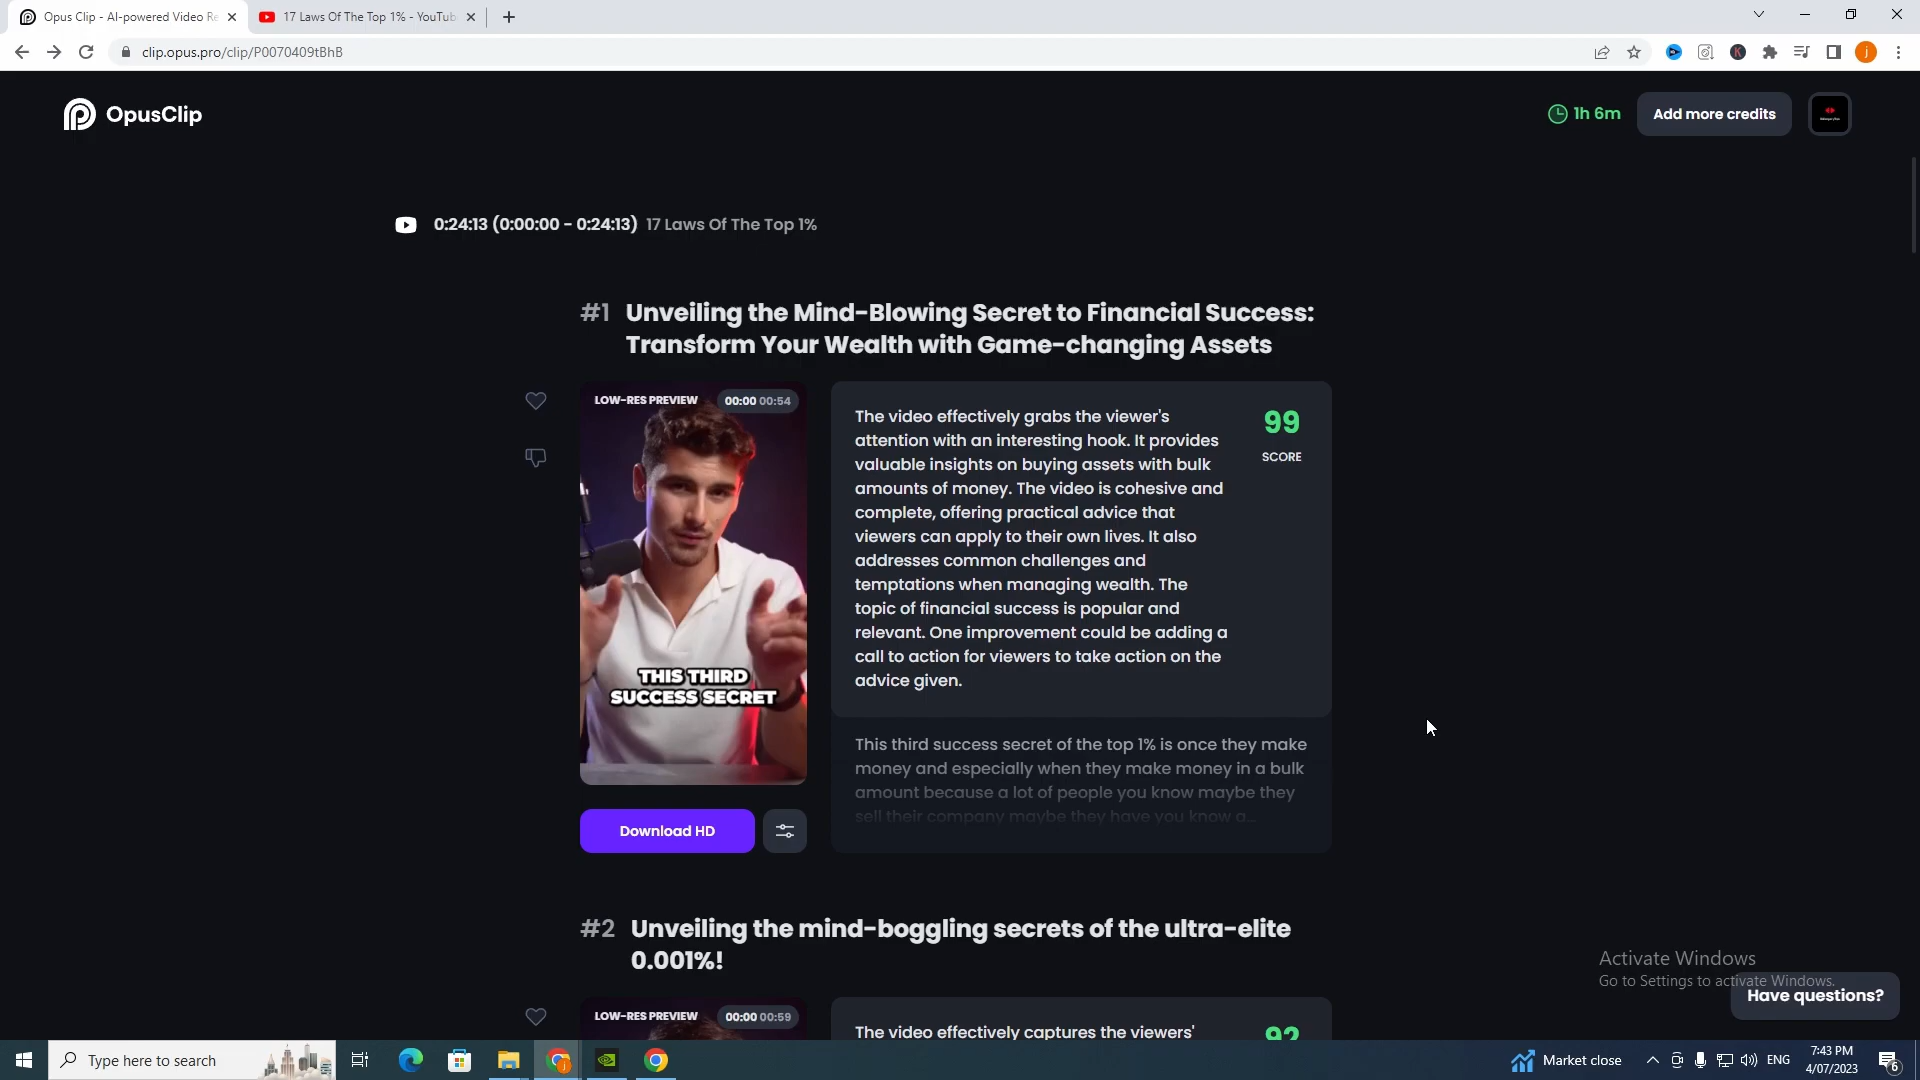 Opus Clip - AI-powered Video Re
17 Laws Of The Top 1% - YouTub
clip.opus.pro/clip/P0070409tBhB
j
OpusClip
1h 6m
Add more credits
0:24:13 (0:00:00 - 0:24:13) 17 Laws Of The Top 1%
#1 Unveiling the Mind-Blowing Secret to Financial Success:
Transform Your Wealth with Game-changing Assets
LOW-RES PREVIEW 00:00 00:54
THIS THIRD
SUCCESS SECRET
The video effectively grabs the viewer's
attention with an interesting hook. It provides
valuable insights on buying assets with bulk
amounts of money. The video is cohesive and
complete, offering practical advice that
viewers can apply to their own lives. It also
addresses common challenges and
temptations when managing wealth. The
topic of financial success is popular and
relevant. One improvement could be adding a
call to action for viewers to take action on the
advice given.
99
SCORE
This third success secret of the top 1% is once they make
money and especially when they make money in a bulk
amount because a lot of people you know maybe they
sell their company maybe they have you know a...
Download HD
#2 Unveiling the mind-boggling secrets of the ultra-elite
0.001%!
LOW-RES PREVIEW 00:00 00:59
The video effectively captures the viewers'
92
Activate Windows
Go to Settings to activate Windows.
Have questions?
Type here to search
Market close
ENG
7:43 PM
4/07/2023
6